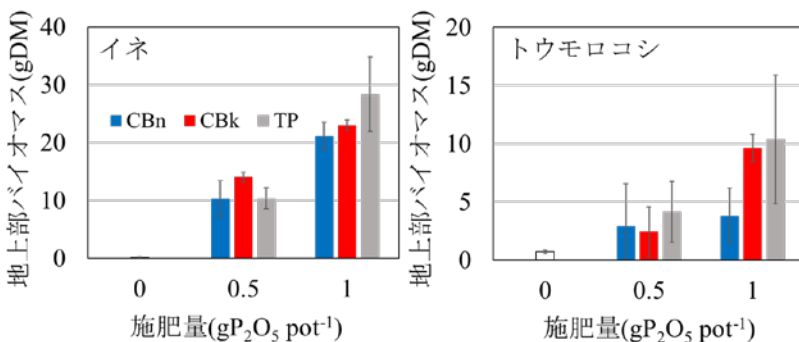 地上部バイオマス(gDM)
40
30
20
10
0
イネ
CBn CBk TP
0 0.5 1
施肥量(gP₂O₅ pot⁻¹)
地上部バイオマス(gDM)
20
15
10
5
0
トウモロコシ
0 0.5 1
施肥量(gP₂O₅ pot⁻¹)